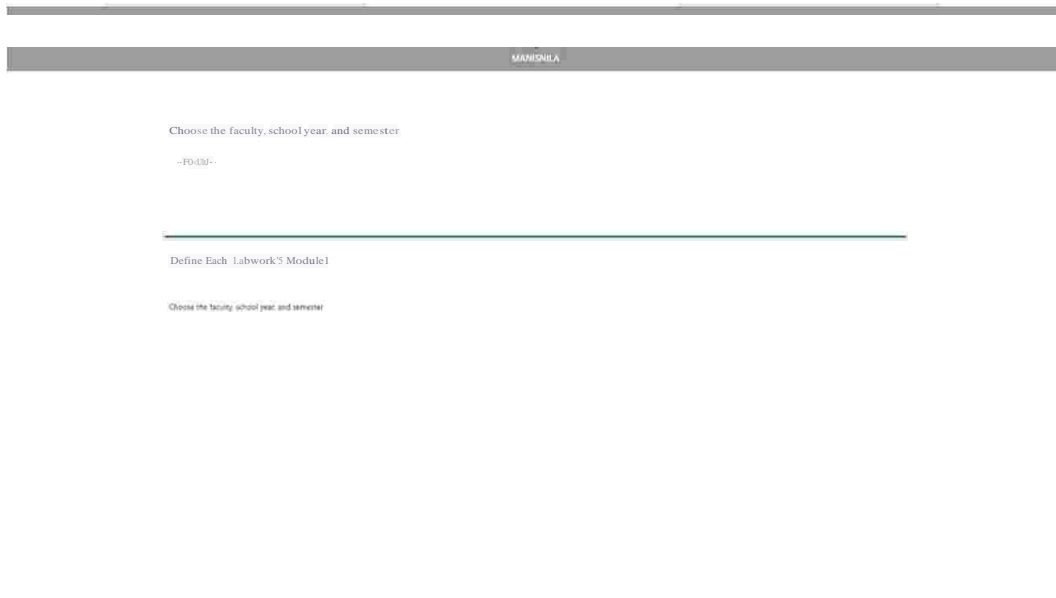 MANISNILA
Choose the faculty, school year, and semester
Define Each Labwork'5 Module1
Choose the faculty, school year, and semester